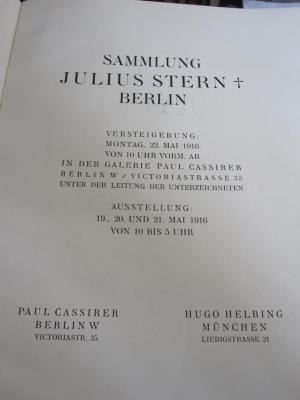 SAMMLUNG
JULIUS STERN †
BERLIN
VERSTEIGERUNG:
MONTAG, 22. MAI 1916
VON 10 UHR VORM. AB
IN DER GALERIE PAUL CASSIRER
BERLIN W / VICTORIASTRASSE 35
UNTER DER LEITUNG DER UNTERZEICHNETEN
AUSSTELLUNG:
19., 20. UND 21. MAI 1916
VON 10 BIS 5 UHR
PAUL CASSIRER
BERLIN W
VICTORIASTR. 35
HUGO HELBING
MÜNCHEN
LIEBIGSTRASSE 21